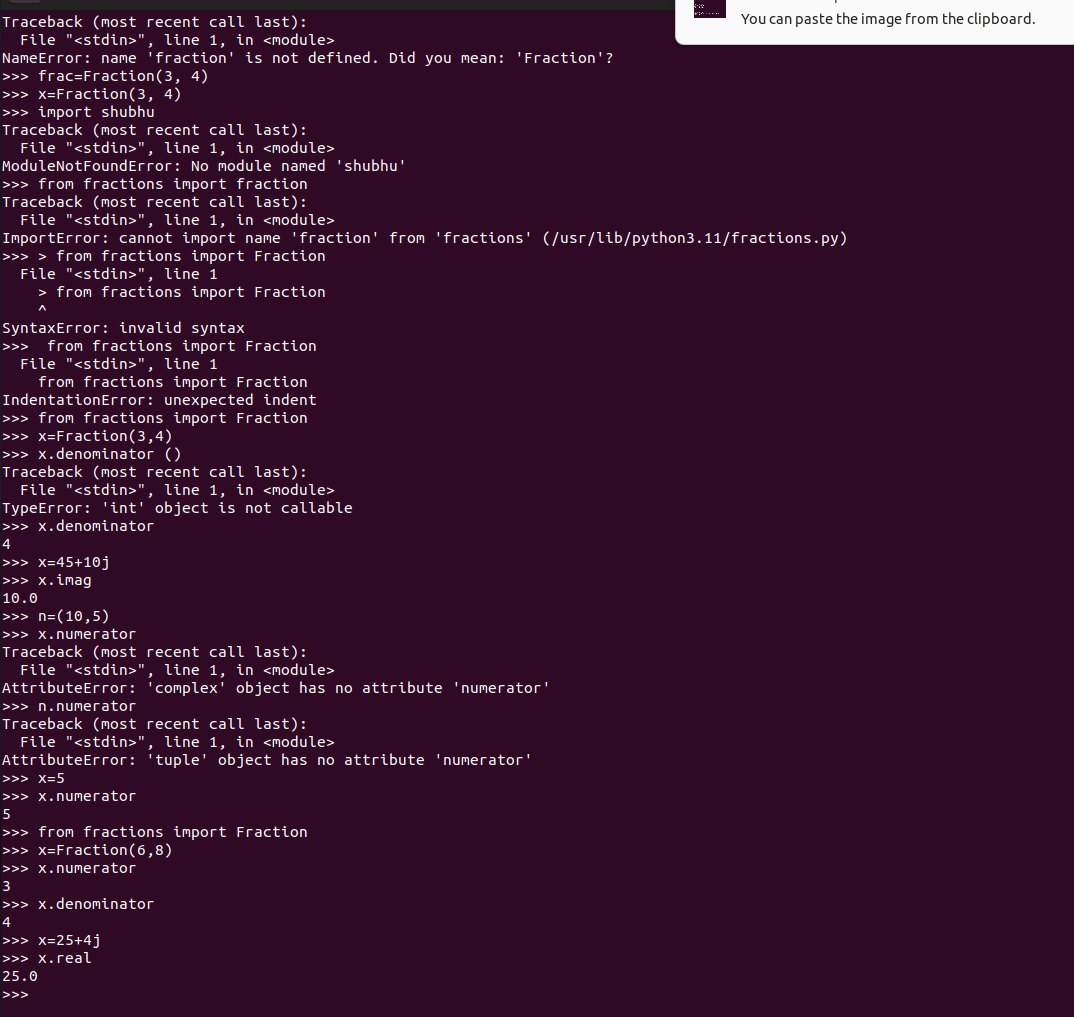 You can paste the image from the clipboard.
Traceback (most recent call last):
  File "<stdin>", line 1, in <module>
NameError: name 'fraction' is not defined. Did you mean: 'Fraction'?
>>> frac=Fraction(3, 4)
>>> x=Fraction(3, 4)
>>> import shubhu
Traceback (most recent call last):
  File "<stdin>", line 1, in <module>
ModuleNotFoundError: No module named 'shubhu'
>>> from fractions import fraction
Traceback (most recent call last):
  File "<stdin>", line 1, in <module>
ImportError: cannot import name 'fraction' from 'fractions' (/usr/lib/python3.11/fractions.py)
>>> > from fractions import Fraction
  File "<stdin>", line 1
    > from fractions import Fraction
    ^
SyntaxError: invalid syntax
>>>  from fractions import Fraction
  File "<stdin>", line 1
    from fractions import Fraction
IndentationError: unexpected indent
>>> from fractions import Fraction
>>> x=Fraction(3,4)
>>> x.denominator ()
Traceback (most recent call last):
  File "<stdin>", line 1, in <module>
TypeError: 'int' object is not callable
>>> x.denominator
4
>>> x=45+10j
>>> x.imag
10.0
>>> n=(10,5)
>>> x.numerator
Traceback (most recent call last):
  File "<stdin>", line 1, in <module>
AttributeError: 'complex' object has no attribute 'numerator'
>>> n.numerator
Traceback (most recent call last):
  File "<stdin>", line 1, in <module>
AttributeError: 'tuple' object has no attribute 'numerator'
>>> x=5
>>> x.numerator
5
>>> from fractions import Fraction
>>> x=Fraction(6,8)
>>> x.numerator
3
>>> x.denominator
4
>>> x=25+4j
>>> x.real
25.0
>>>